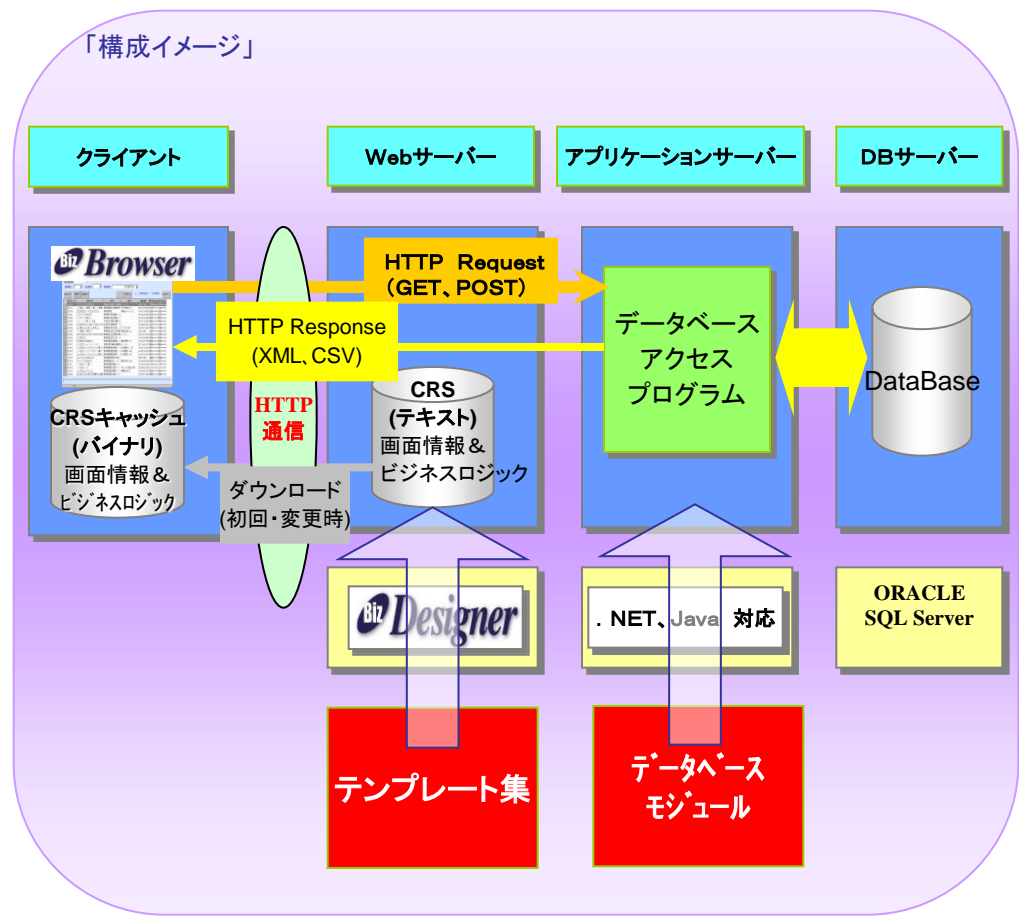 「構成イメージ」
クライアント
Webサーバー
アプリケーションサーバー
DBサーバー
Biz Browser
HTTP Request
(GET、POST)
HTTP Response
(XML、CSV)
データベース
アクセス
プログラム
DataBase
CRSキャッシュ
(バイナリ)
画面情報&
ビジネスロジック
HTTP
通信
CRS
(テキスト)
画面情報&
ビジネスロジック
ダウンロード
(初回・変更時)
Biz Designer
.NET、Java 対応
ORACLE
SQL Server
テンプレート集
データベース
モジュール